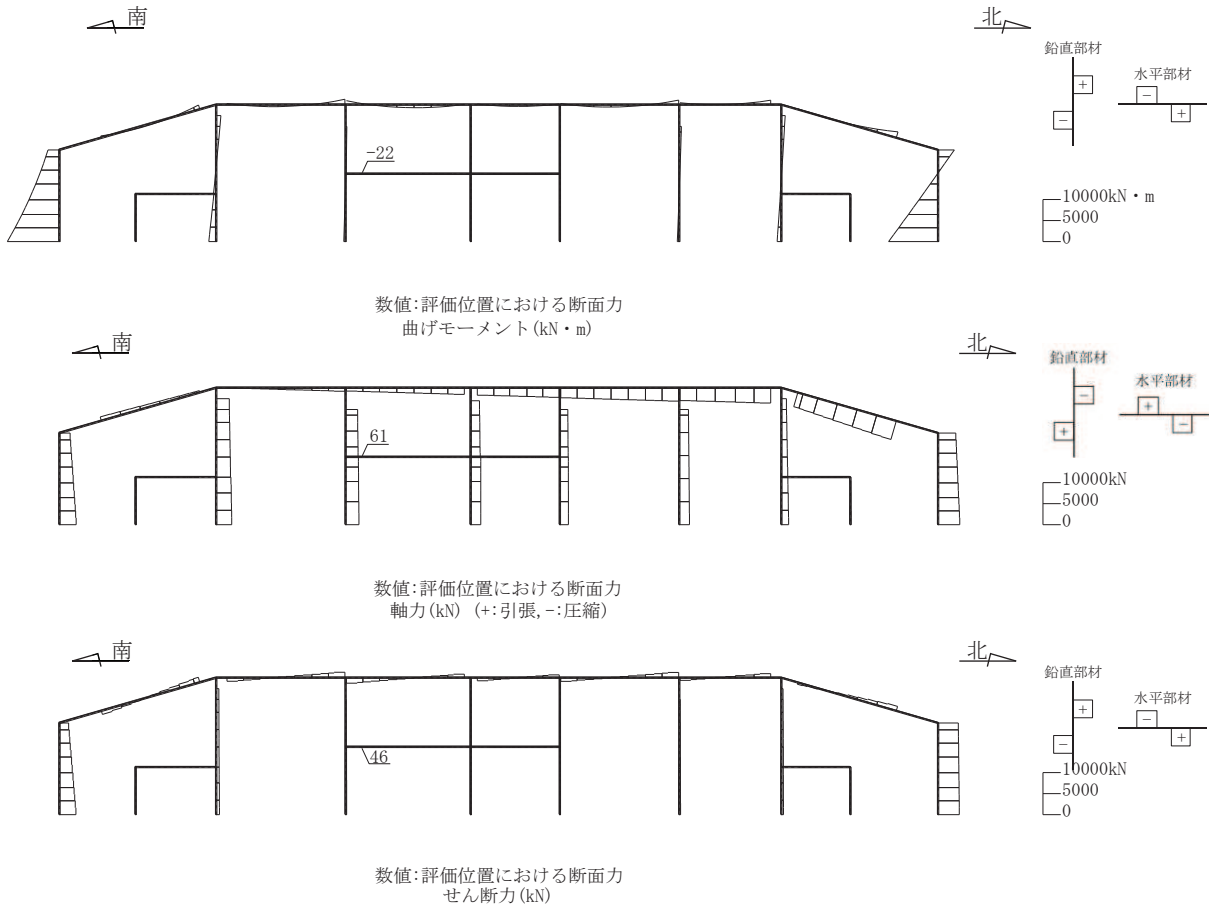 南
北
鉛直部材
+
−
水平部材
−
+
-22
10000kN・m
5000
0
数値:評価位置における断面力
曲げモーメント(kN・m)
南
北
鉛直部材
−
+
水平部材
+
−
61
10000kN
5000
0
数値:評価位置における断面力
軸力(kN) (+:引張,-:圧縮)
南
北
鉛直部材
+
−
水平部材
−
+
46
10000kN
5000
0
数値:評価位置における断面力
せん断力(kN)